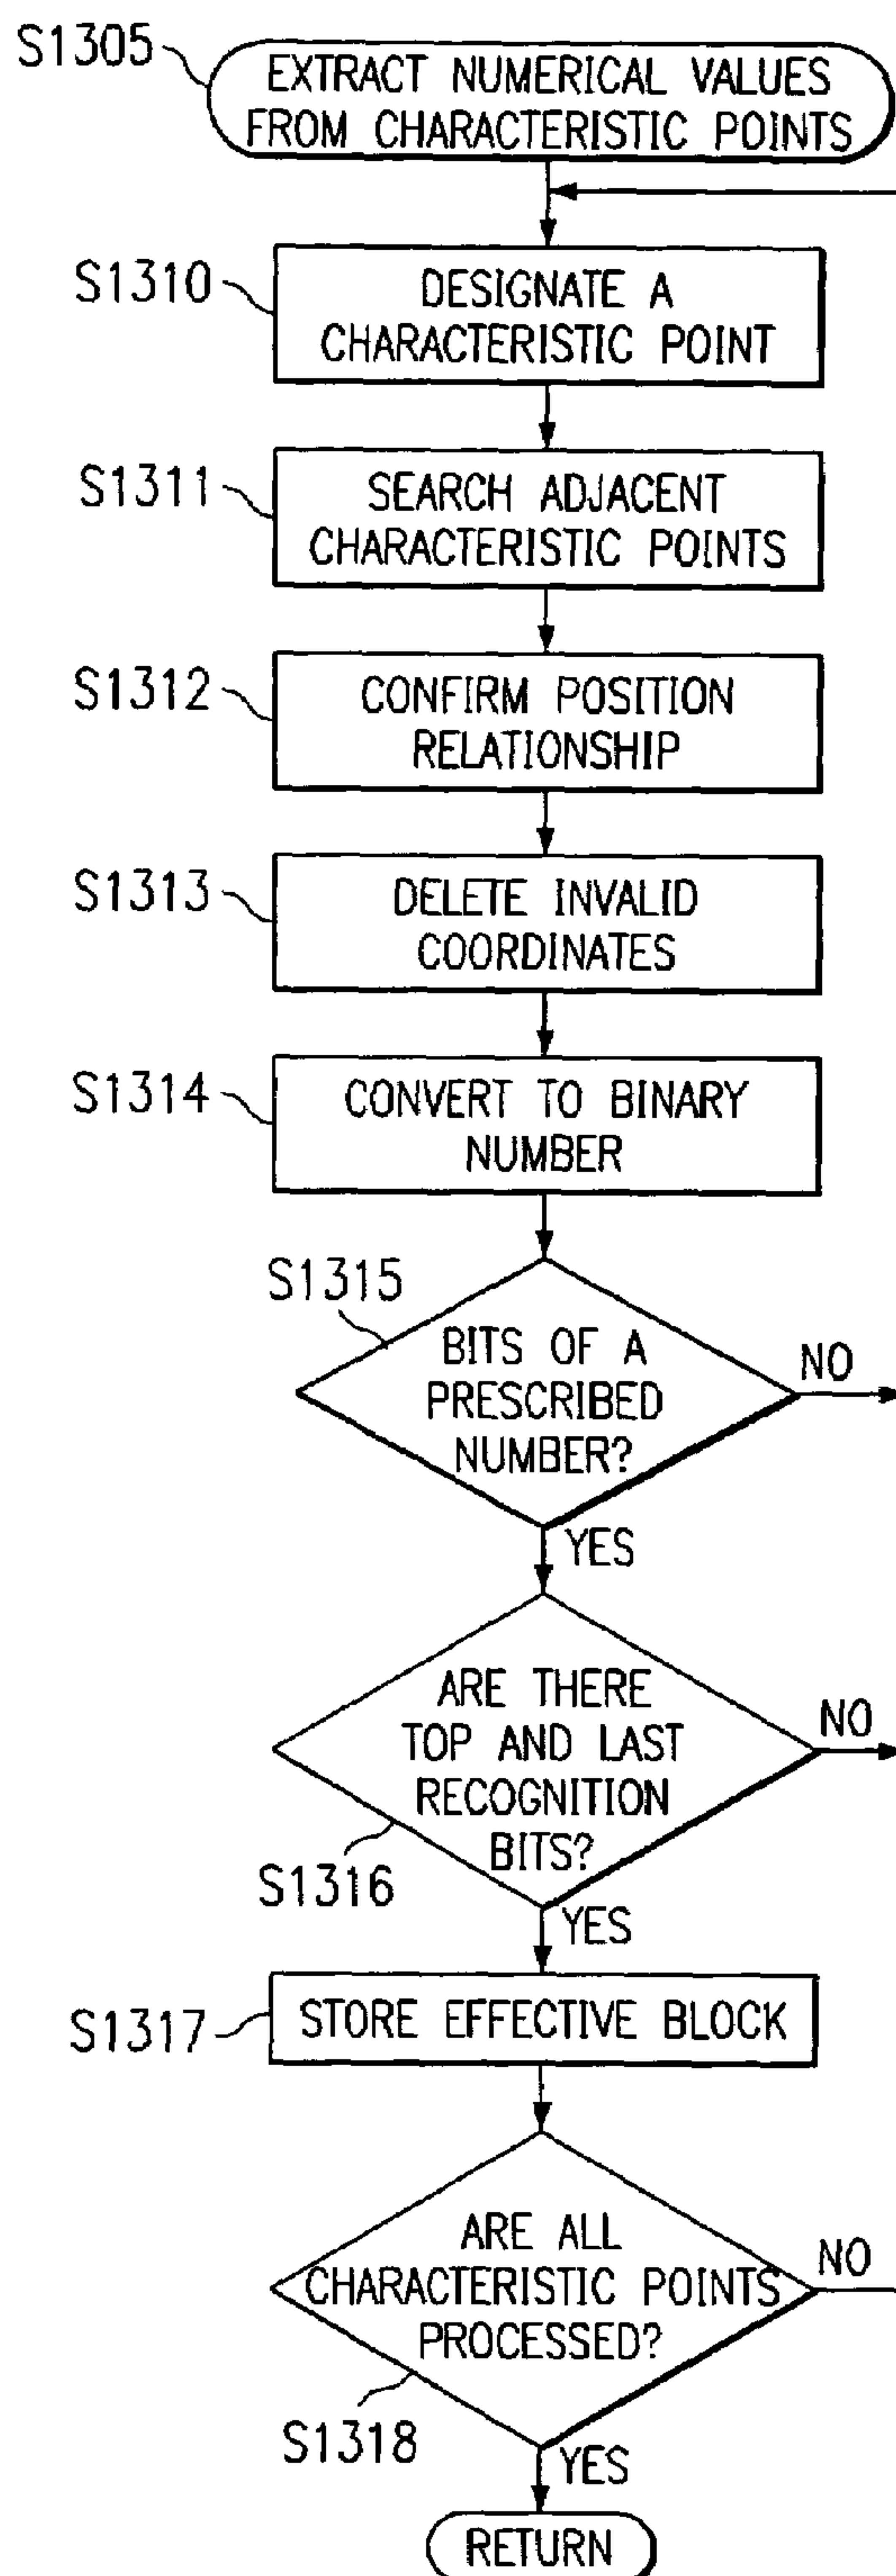 S1305
EXTRACT NUMERICAL VALUES
FROM CHARACTERISTIC POINTS
S1310
DESIGNATE A
CHARACTERISTIC POINT
S1311
SEARCH ADJACENT
CHARACTERISTIC POINTS
S1312
CONFIRM POSITION
RELATIONSHIP
S1313
DELETE INVALID
COORDINATES
S1314
CONVERT TO BINARY
NUMBER
S1315
BITS OF A
PRESCRIBED
NUMBER?
NO
YES
ARE THERE
TOP AND LAST
RECOGNITION
BITS?
NO
S1316
YES
S1317
STORE EFFECTIVE BLOCK
ARE ALL
CHARACTERISTIC POINTS
PROCESSED?
NO
S1318
YES
RETURN